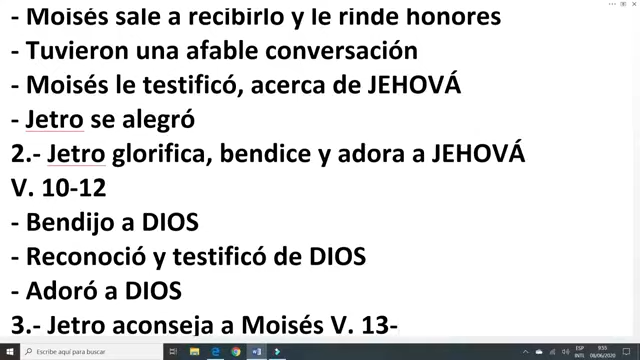 - Moisés sale a recibirlo y le rinde honores
- Tuvieron una afable conversación
- Moisés le testificó, acerca de JEHOVÁ
- Jetro se alegró
2.- Jetro glorifica, bendice y adora a JEHOVÁ
V. 10-12
- Bendijo a DIOS
- Reconoció y testificó de DIOS
- Adoró a DIOS
3.- Jetro aconseja a Moisés V. 13-
Escribe aquí para buscar
ESP
INTL
9:55
08/06/2020